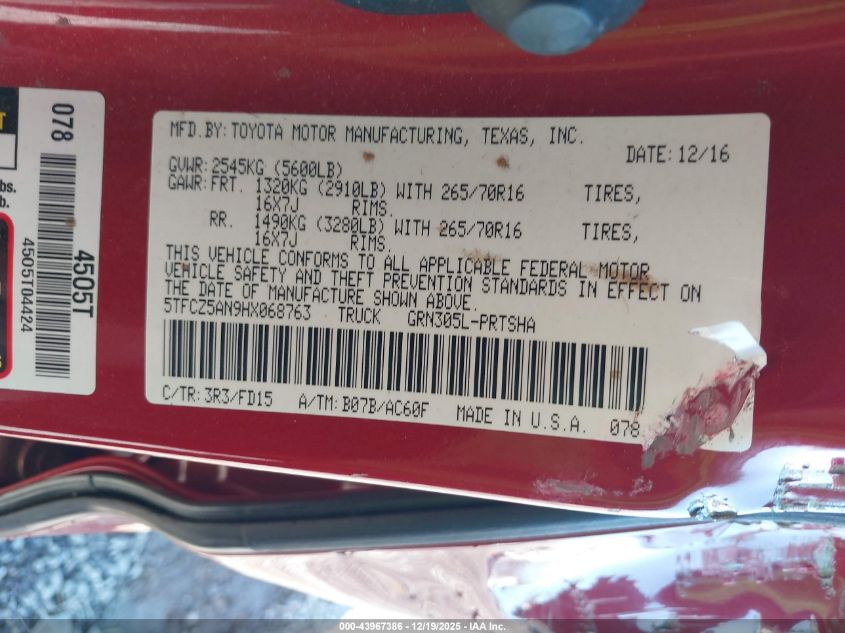 MFD.BY: TOYOTA MOTOR MANUFACTURING, TEXAS, INC.
DATE: 12/16
GVWR: 2545KG (5600LB)
GAWR: FRT. 1320KG (2910LB) WITH 265/70R16 TIRES,
16X7J RIMS.
RR. 1490KG (3280LB) WITH 265/70R16 TIRES,
16X7J RIMS.
THIS VEHICLE CONFORMS TO ALL APPLICABLE FEDERAL MOTOR
VEHICLE SAFETY AND THEFT PREVENTION STANDARDS IN EFFECT ON
THE DATE OF MANUFACTURE SHOWN ABOVE.
5TFCZ5AN9HX068763 TRUCK GRN305L-PRTSHA
C/TR: 3R3/FD15 A/TM: B07B/AC60F MADE IN U.S.A. 078
078
4505T
4505T04424
bs.
b.
000-43967386 - 12/19/2025 - IAA Inc.